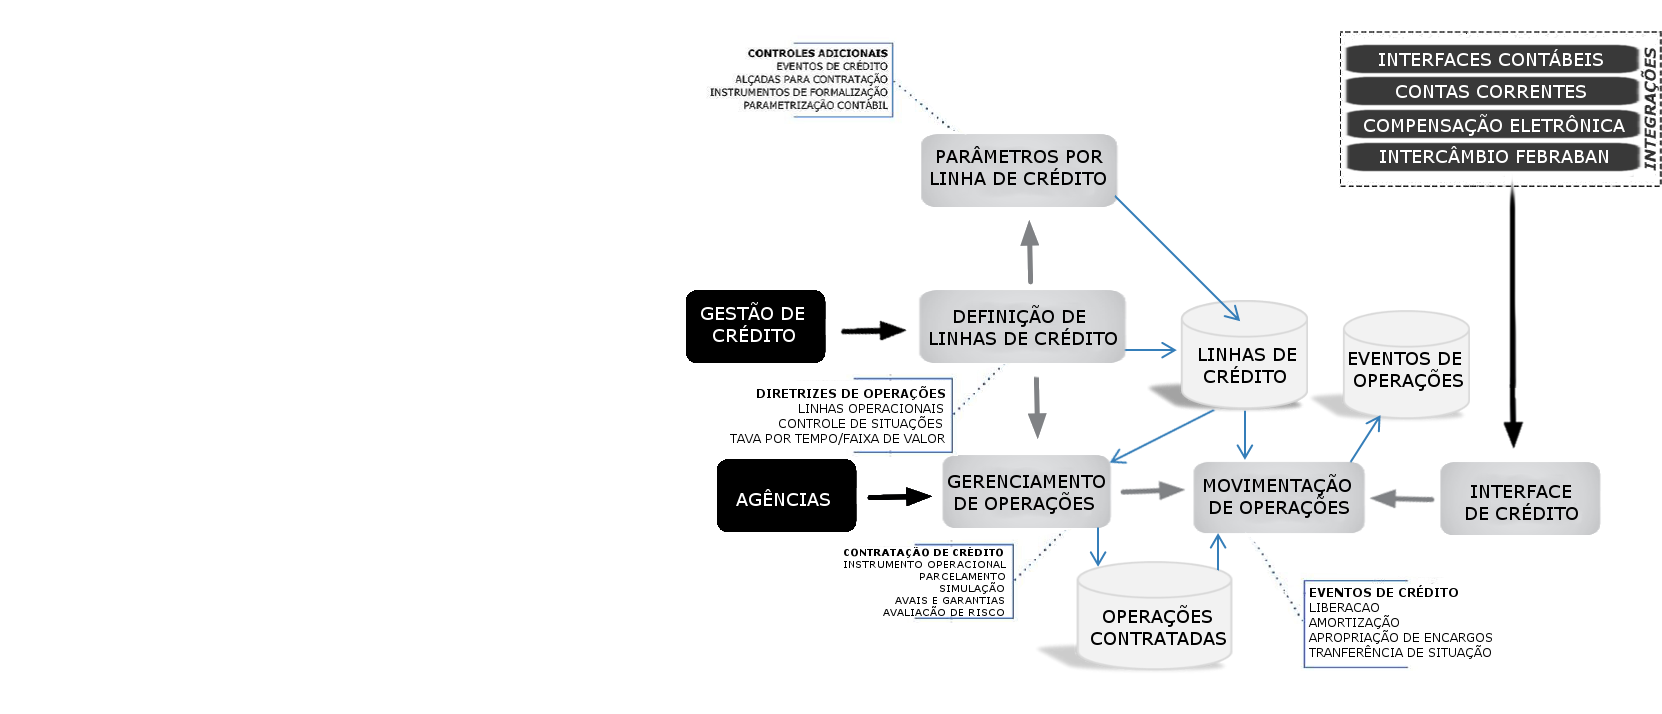 CONTROLES ADICIONAIS
EVENTOS DE CRÉDITO
ALÇADAS PARA CONTRATAÇÃO
INSTRUMENTOS DE FORMALIZAÇÃO
PARAMETRIZAÇÃO CONTÁBIL
INTERFACES CONTÁBEIS
CONTAS CORRENTES
COMPENSAÇÃO ELETRÔNICA
INTERCÂMBIO FEBRABAN
INTEGRAÇÕES
PARÂMETROS POR
LINHA DE CRÉDITO
GESTÃO DE
CRÉDITO
DEFINIÇÃO DE
LINHAS DE CRÉDITO
LINHAS DE
CRÉDITO
EVENTOS DE
OPERAÇÕES
DIRETRIZES DE OPERAÇÕES
LINHAS OPERACIONAIS
CONTROLE DE SITUAÇÕES
TAVA POR TEMPO/FAIXA DE VALOR
AGÊNCIAS
GERENCIAMENTO
DE OPERAÇÕES
MOVIMENTAÇÃO
DE OPERAÇÕES
INTERFACE
DE CRÉDITO
CONTRATAÇÃO DE CRÉDITO
INSTRUMENTO OPERACIONAL
PARCELAMENTO
SIMULAÇÃO
AVAIS E GARANTIAS
AVALIACÃO DE RISCO
OPERAÇÕES
CONTRATADAS
EVENTOS DE CRÉDITO
LIBERACAO
AMORTIZAÇÃO
APROPRIAÇÃO DE ENCARGOS
TRANFERÊNCIA DE SITUAÇÃO